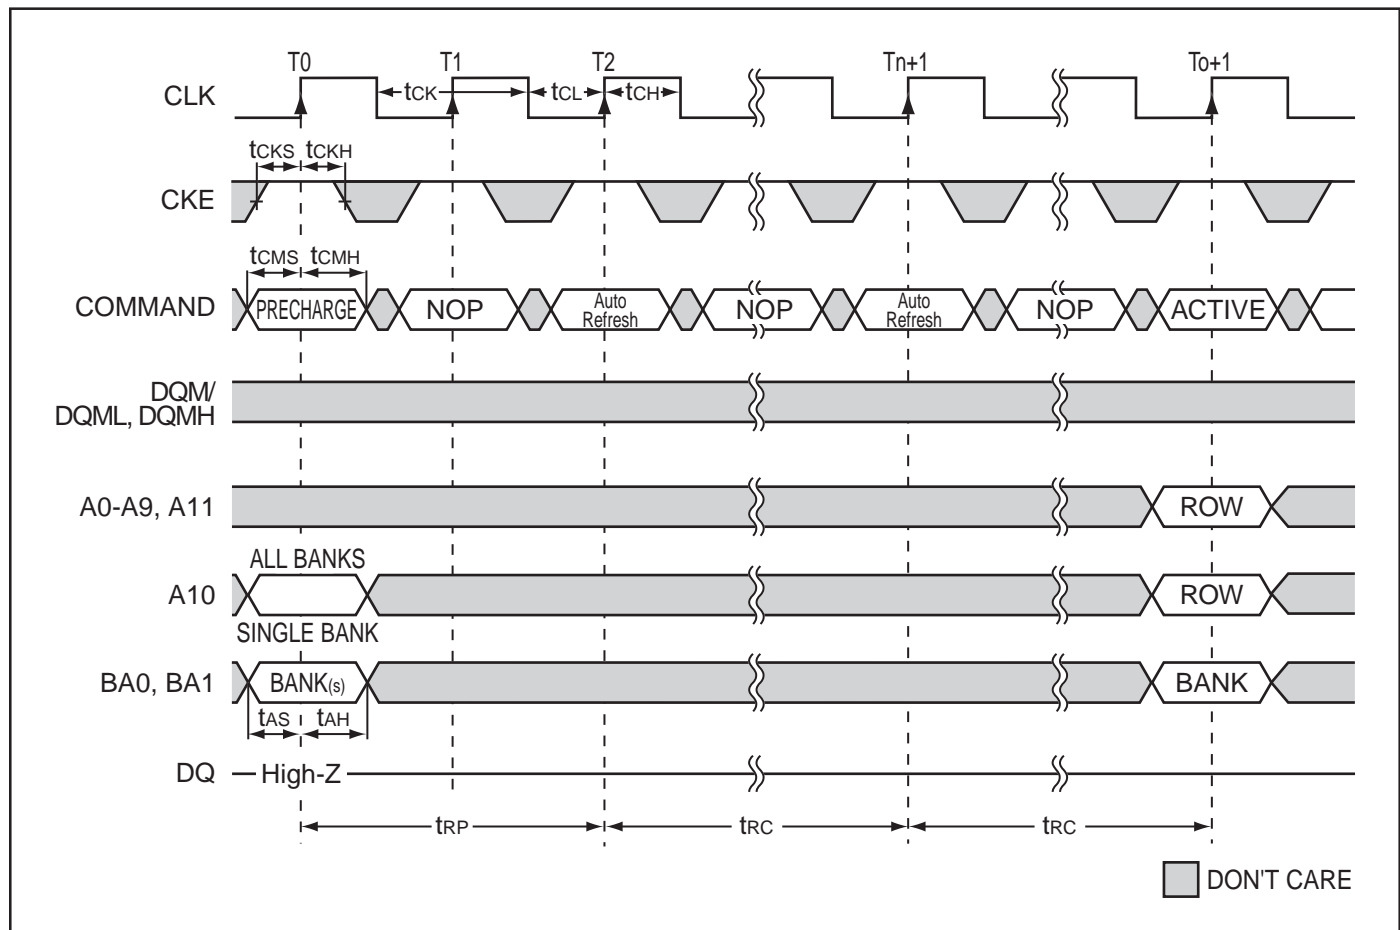 T0 T1 T2 Tn+1 To+1
CLK tCK tCL tCH
tCKS tCKH
CKE
tCMS tCMH
COMMAND PRECHARGE NOP Auto Refresh NOP Auto Refresh NOP ACTIVE
DQM/
DQML, DQMH
A0-A9, A11 ROW
ALL BANKS
A10 ROW
SINGLE BANK
BA0, BA1 BANK(s) BANK
tAS tAH
DQ High-Z
tRP tRC tRC
DON'T CARE